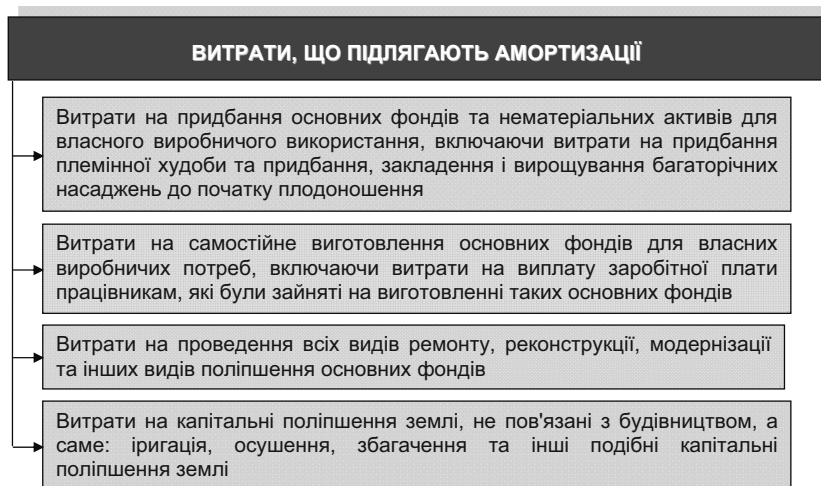 ВИТРАТИ, ЩО ПІДЛЯГАЮТЬ АМОРТИЗАЦІЇ
Витрати на придбання основних фондів та нематеріальних активів для
власного виробничого використання, включаючи витрати на придбання
племінної худоби та придбання, закладення і вирощування багаторічних
насаджень до початку плодоношення
Витрати на самостійне виготовлення основних фондів для власних
виробничих потреб, включаючи витрати на виплату заробітної плати
працівникам, які були зайняті на виготовленні таких основних фондів
Витрати на проведення всіх видів ремонту, реконструкції, модернізації
та інших видів поліпшення основних фондів
Витрати на капітальні поліпшення землі, не пов'язані з будівництвом, а
саме: іригація, осушення, збагачення та інші подібні капітальні
поліпшення землі